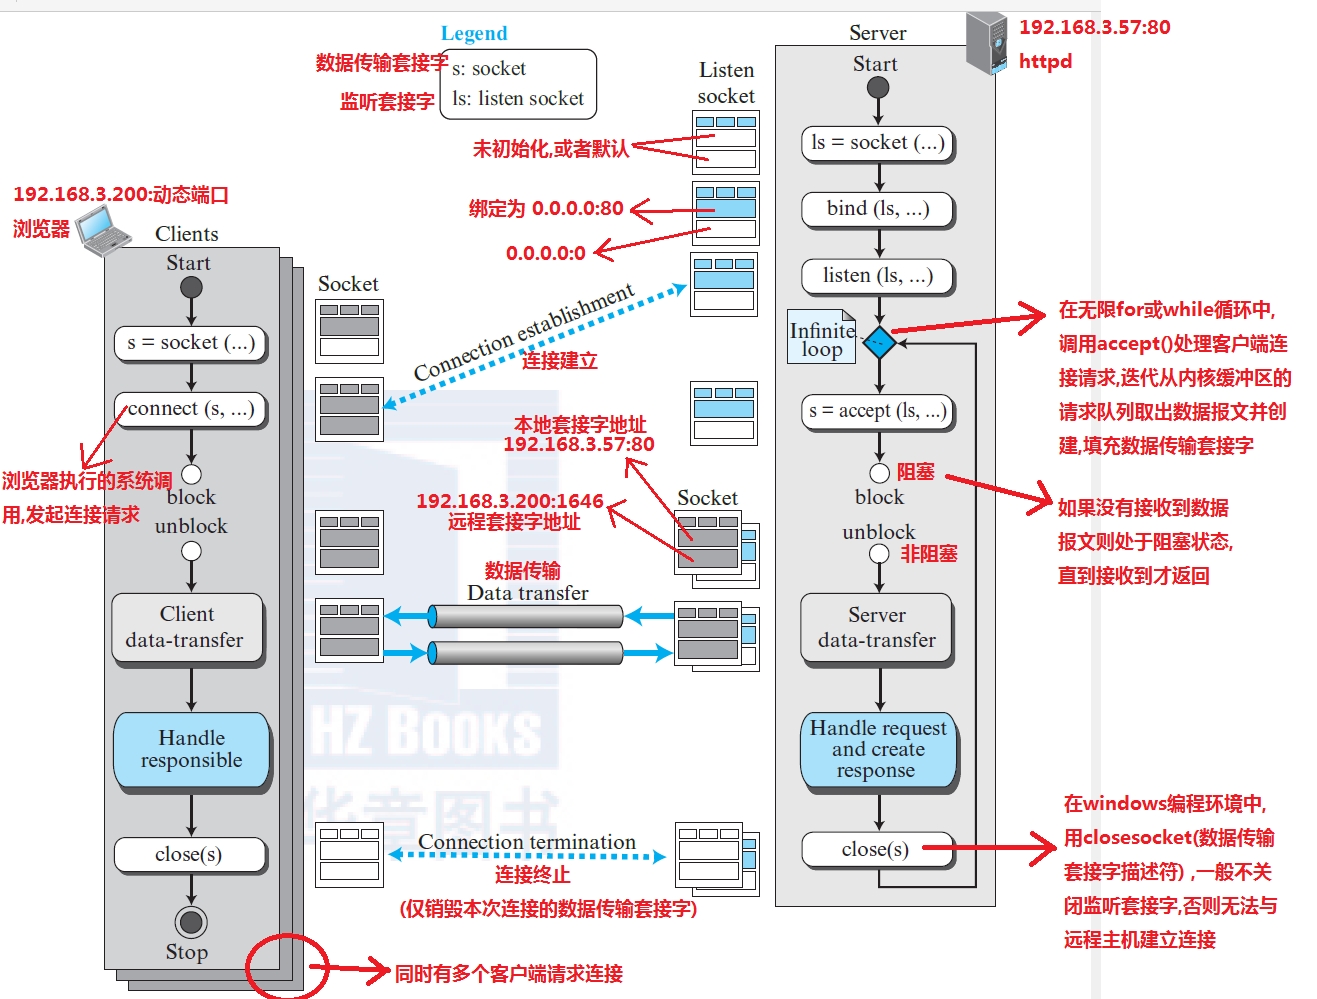 Legend
数据传输套接字
s: socket
监听套接字
ls: listen socket
Server
192.168.3.57:80
httpd
Start
Listen
socket
未初始化,或者默认
ls = socket (...)
绑定为 0.0.0.0:80
bind (ls, ...)
0.0.0.0:0
listen (ls, ...)
192.168.3.200:动态端口
浏览器
Clients
Start
Socket
Connection establishment
连接建立
Infinite
loop
在无限for或while循环中,
调用accept()处理客户端连
接请求,迭代从内核缓冲区的
请求队列取出数据报文并创
建,填充数据传输套接字
s = socket (...)
connect (s, ...)
s = accept (ls, ...)
本地套接字地址
192.168.3.57:80
浏览器执行的系统调
用,发起连接请求
block
unblock
192.168.3.200:1646
远程套接字地址
Socket
阻塞
block
unblock
非阻塞
如果没有接收到数据
报文则处于阻塞状态,
直到接收到才返回
数据传输
Data transfer
Client
data-transfer
Server
data-transfer
HZ BOOKS
华章图书
Handle
responsible
Handle request
and create
response
Connection termination
连接终止
(仅销毁本次连接的数据传输套接字)
close(s)
close(s)
在windows编程环境中,
用closesocket(数据传输
套接字描述符) ,一般不关
闭监听套接字,否则无法与
远程主机建立连接
Stop
同时有多个客户端请求连接